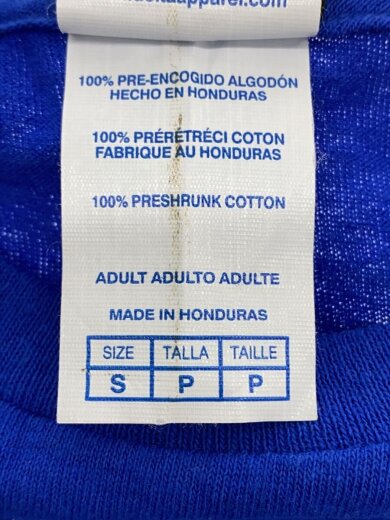 100% PRE-ENCOGIDO ALGODÓN
HECHO EN HONDURAS
100% PRÉRÉTRÉCI COTON
FABRIQUE AU HONDURAS
100% PRESHRUNK COTTON
ADULT ADULTO ADULTE
MADE IN HONDURAS
SIZE TALLA TAILLE
S P P